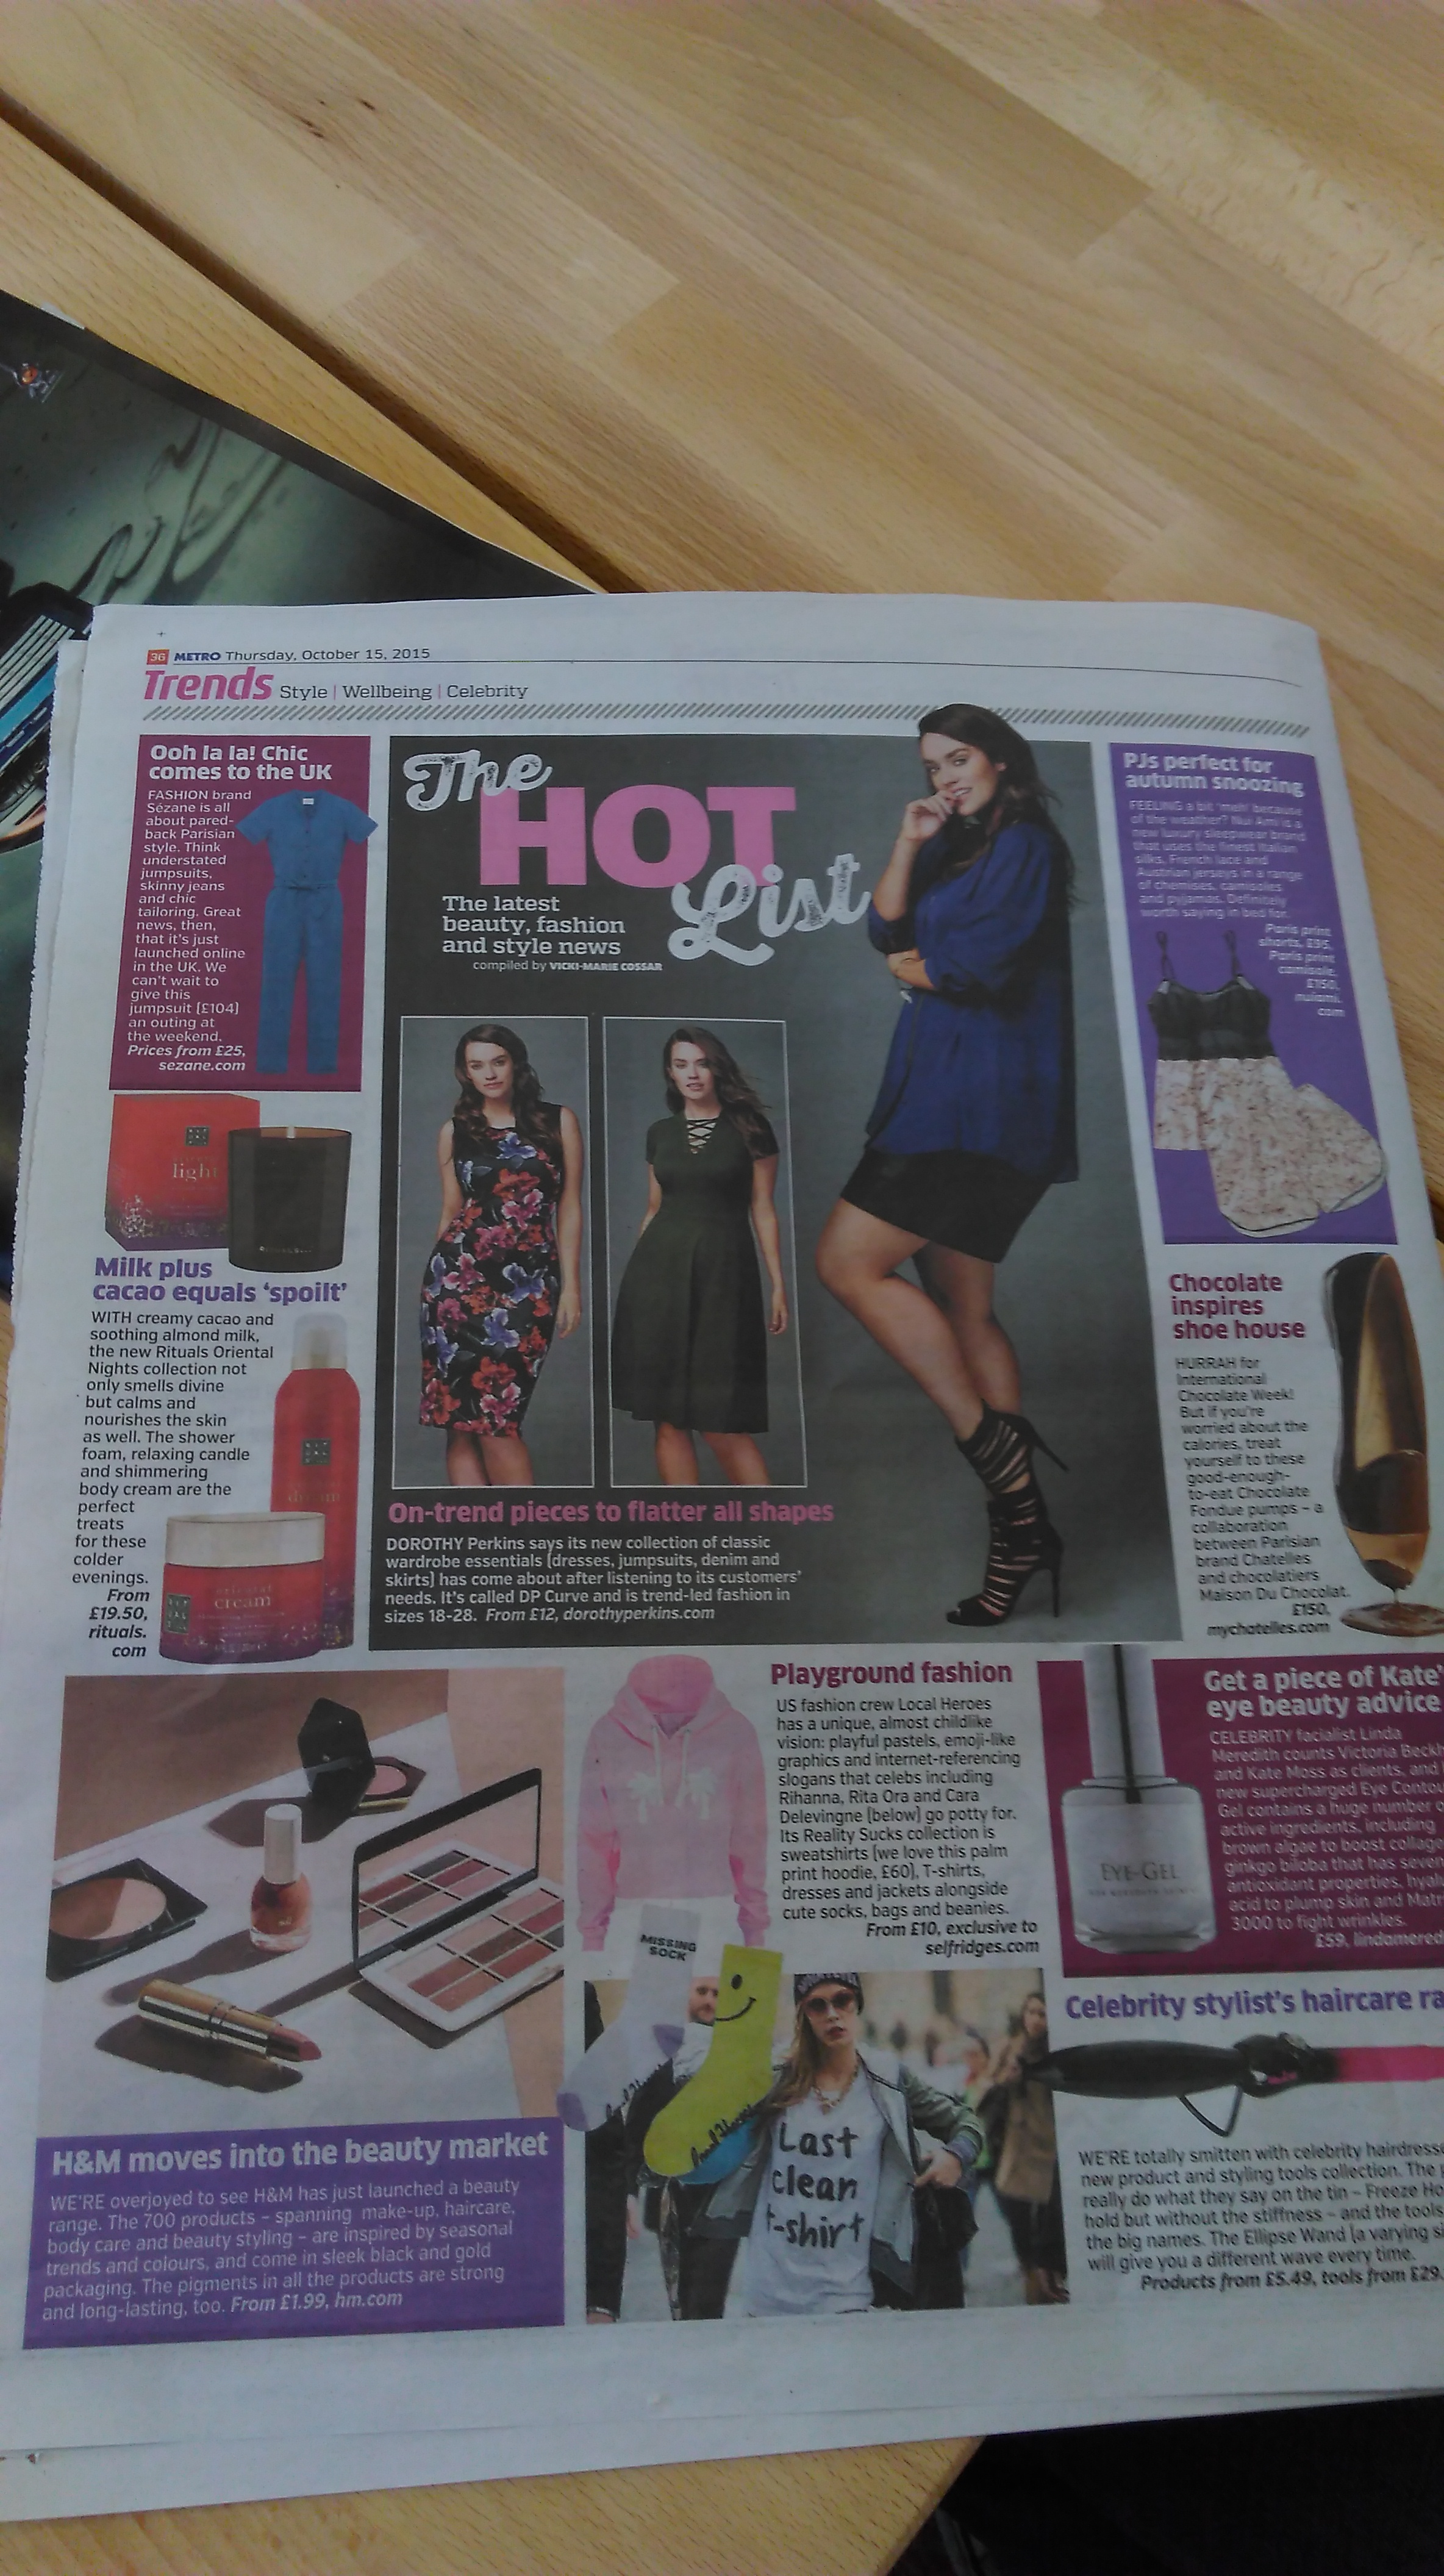 36 METRO Thursday, October 15, 2015
Trends Style | Wellbeing | Celebrity
Ooh la la! Chic
comes to the UK
FASHION brand
Sézane is all
about pared-
back Parisian
style. Think
understated
jumpsuits,
skinny jeans
and chic
tailoring. Great
news, then,
that it's just
launched online
in the UK. We
can't wait to
give this
jumpsuit [£104]
an outing at
the weekend.
Prices from £25,
sezane.com
light
Milk plus
cacao equals 'spoilt'
WITH creamy cacao and
soothing almond milk,
the new Rituals Oriental
Nights collection not
only smells divine
but calms and
nourishes the skin
as well. The shower
foam, relaxing candle
and shimmering
body cream are the
perfect
treats
for these
colder
evenings.
From
£19.50,
rituals.
com
cream
The
HOT
List
The latest
beauty, fashion
and style news
compiled by VICKI-MARIE COSSAR
On-trend pieces to flatter all shapes
DOROTHY Perkins says its new collection of classic
wardrobe essentials [dresses, jumpsuits, denim and
skirts] has come about after listening to its customers'
needs. It's called DP Curve and is trend-led fashion in
sizes 18-28. From £12, dorothyperkins.com
PJs perfect for
autumn snoozing
FEELING a bit 'meh' because
of the weather? Nui Ami is a
new luxury sleepwear brand
that uses the finest Italian
silks, French lace and
Austrian jerseys in a range
of chemises, camisoles
and pyjamas. Definitely
worth saying in bed for.
Paris print
shorts, £95,
Paris print
camisole,
£150,
nuiami.
com
Chocolate
inspires
shoe house
HURRAH for
International
Chocolate Week!
But if you're
worried about the
calories, treat
yourself to these
good-enough-
to-eat Chocolate
Fondue pumps – a
collaboration
between Parisian
brand Chatelles
and chocolatiers
Maison Du Chocolat.
£150,
mychatelles.com
H&M moves into the beauty market
WE'RE overjoyed to see H&M has just launched a beauty
range. The 700 products – spanning make-up, haircare,
body care and beauty styling – are inspired by seasonal
trends and colours, and come in sleek black and gold
packaging. The pigments in all the products are strong
and long-lasting, too. From £1.99, hm.com
Playground fashion
US fashion crew Local Heroes
has a unique, almost childlike
vision: playful pastels, emoji-like
graphics and internet-referencing
slogans that celebs including
Rihanna, Rita Ora and Cara
Delevingne [below] go potty for.
Its Reality Sucks collection is
sweatshirts [we love this palm
print hoodie, £60], T-shirts,
dresses and jackets alongside
cute socks, bags and beanies.
From £10, exclusive to
selfridges.com
MISSING
SOCK
Last
clean
t-shirt
EYE-GEL
Get a piece of Kate'
eye beauty advice
CELEBRITY facialist Linda
Meredith counts Victoria Beckh
and Kate Moss as clients, and
new supercharged Eye Contou
Gel contains a huge number o
active ingredients, including
brown algae to boost collage
ginkgo biloba that has seven
antioxidant properties, hyalu
acid to plump skin and Matr
3000 to fight wrinkles.
£59, lindamered
Celebrity stylist's haircare ra
WE'RE totally smitten with celebrity hairdresse
new product and styling tools collection. The
really do what they say on the tin – Freeze Ho
hold but without the stiffness – and the tools
the big names. The Ellipse Wand [a varying si
will give you a different wave every time.
Products from £5.49, tools from £29.